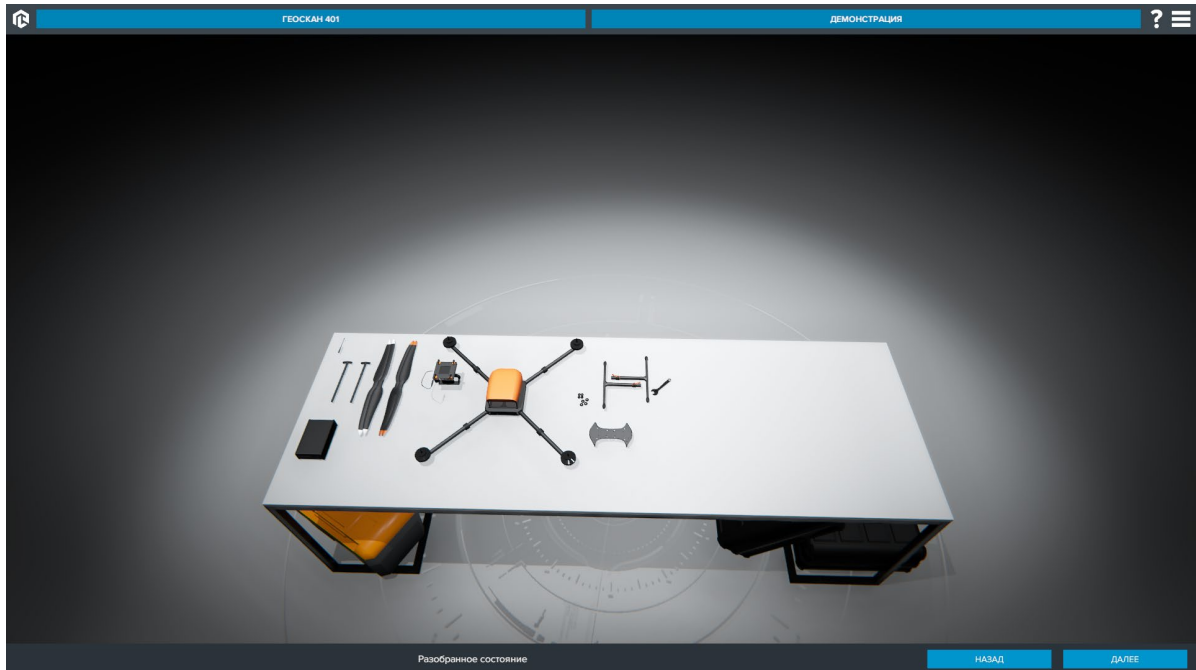 ГЕОСКАН 401
ДЕМОНСТРАЦИЯ
?
Разобранное состояние
НАЗАД
ДАЛЕЕ